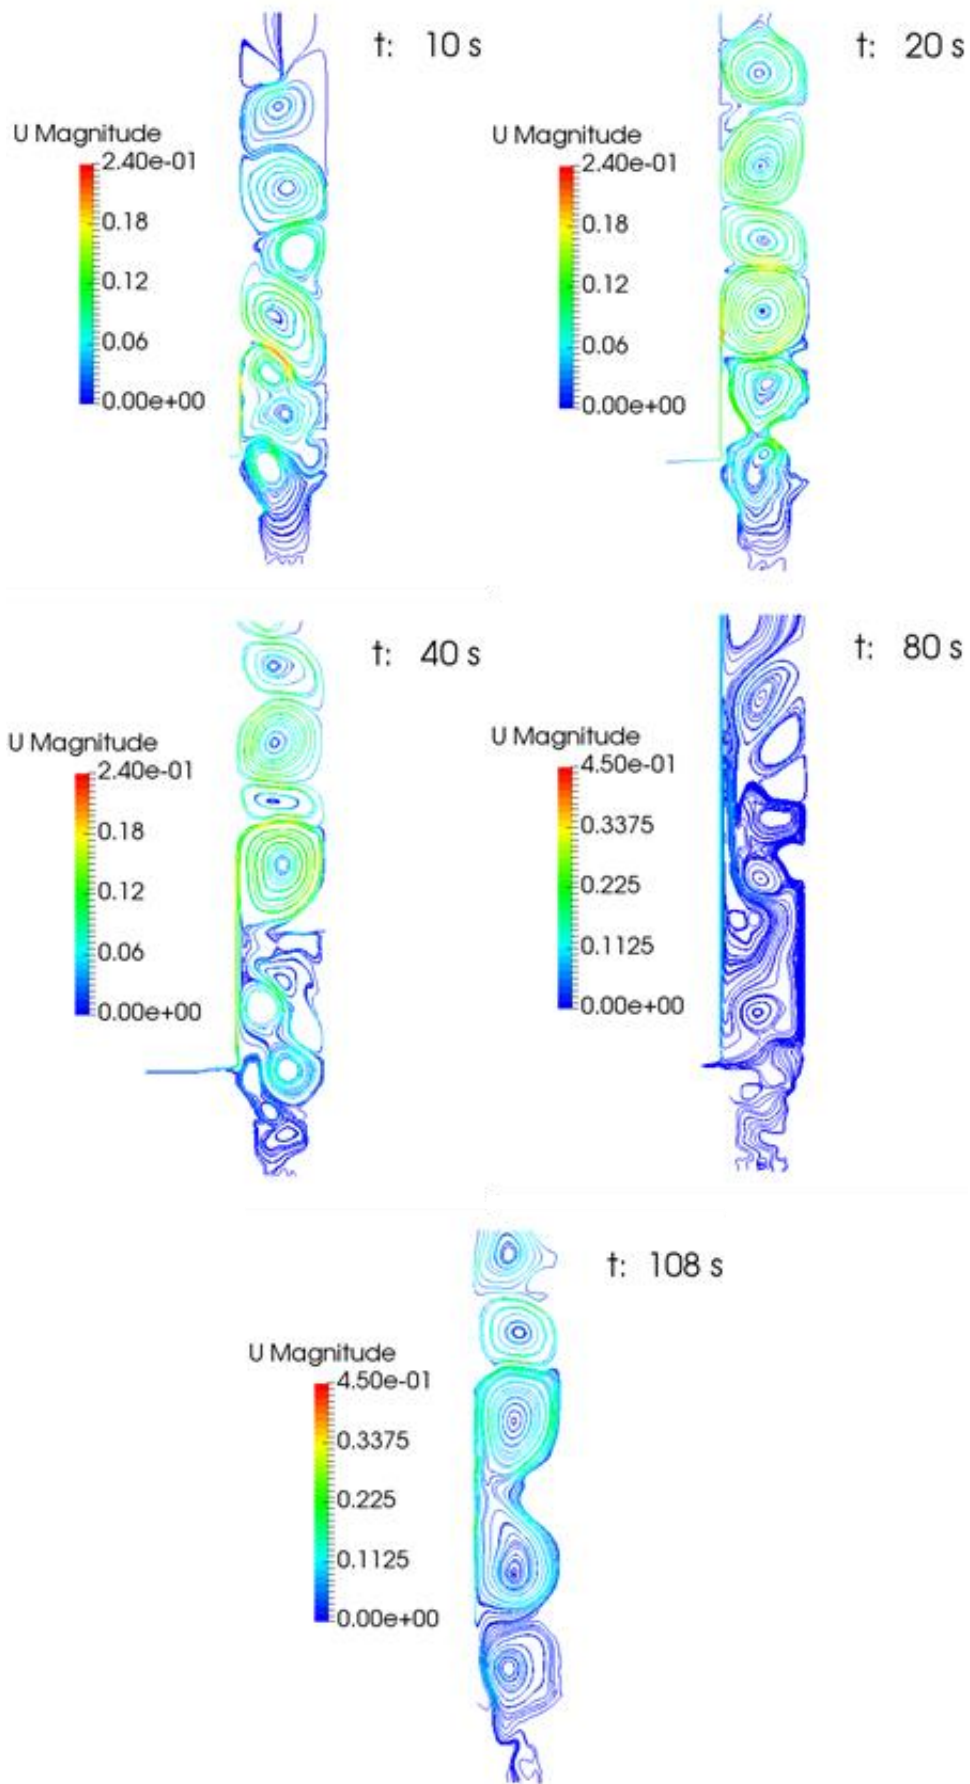 t: 10 s
U Magnitude
2.40e-01
0.18
0.12
0.06
0.00e+00
t: 20 s
U Magnitude
2.40e-01
0.18
0.12
0.06
0.00e+00
t: 40 s
U Magnitude
2.40e-01
0.18
0.12
0.06
0.00e+00
t: 80 s
U Magnitude
4.50e-01
0.3375
0.225
0.1125
0.00e+00
t: 108 s
U Magnitude
4.50e-01
0.3375
0.225
0.1125
0.00e+00